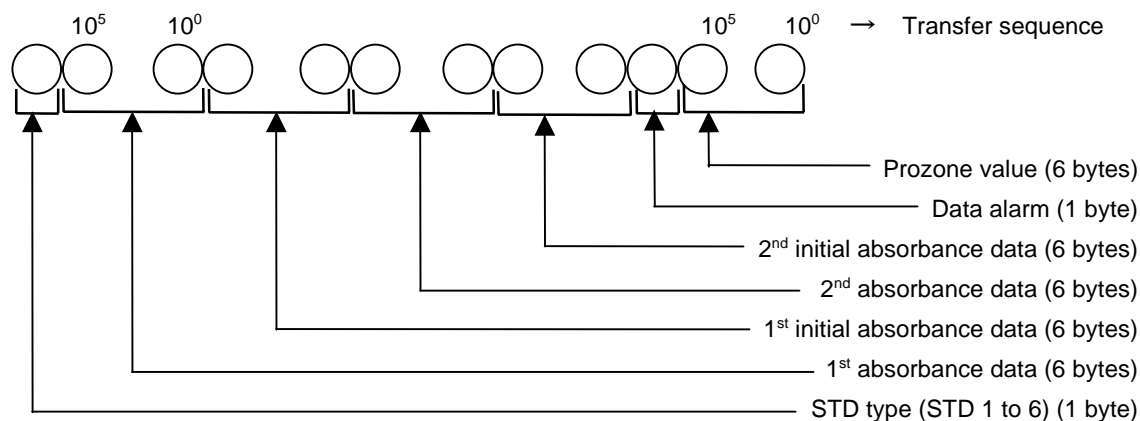 10⁵ 10⁰ 10⁵ 10⁰ → Transfer sequence
Prozone value (6 bytes)
Data alarm (1 byte)
2ⁿᵈ initial absorbance data (6 bytes)
2ⁿᵈ absorbance data (6 bytes)
1ˢᵗ initial absorbance data (6 bytes)
1ˢᵗ absorbance data (6 bytes)
STD type (STD 1 to 6) (1 byte)